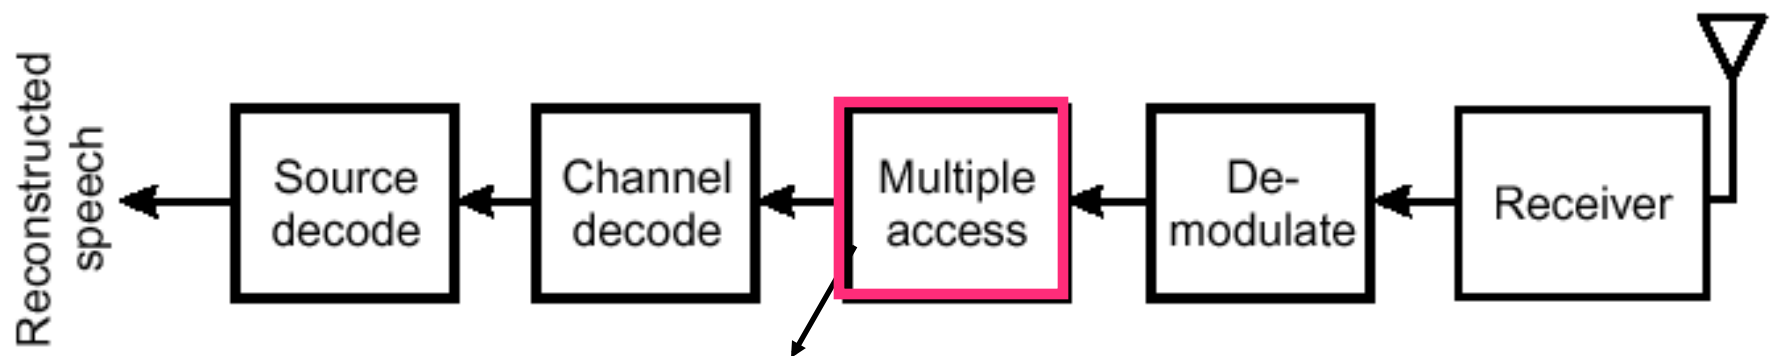 Reconstructed
speech
Source
decode
Channel
decode
Multiple
access
De-
modulate
Receiver